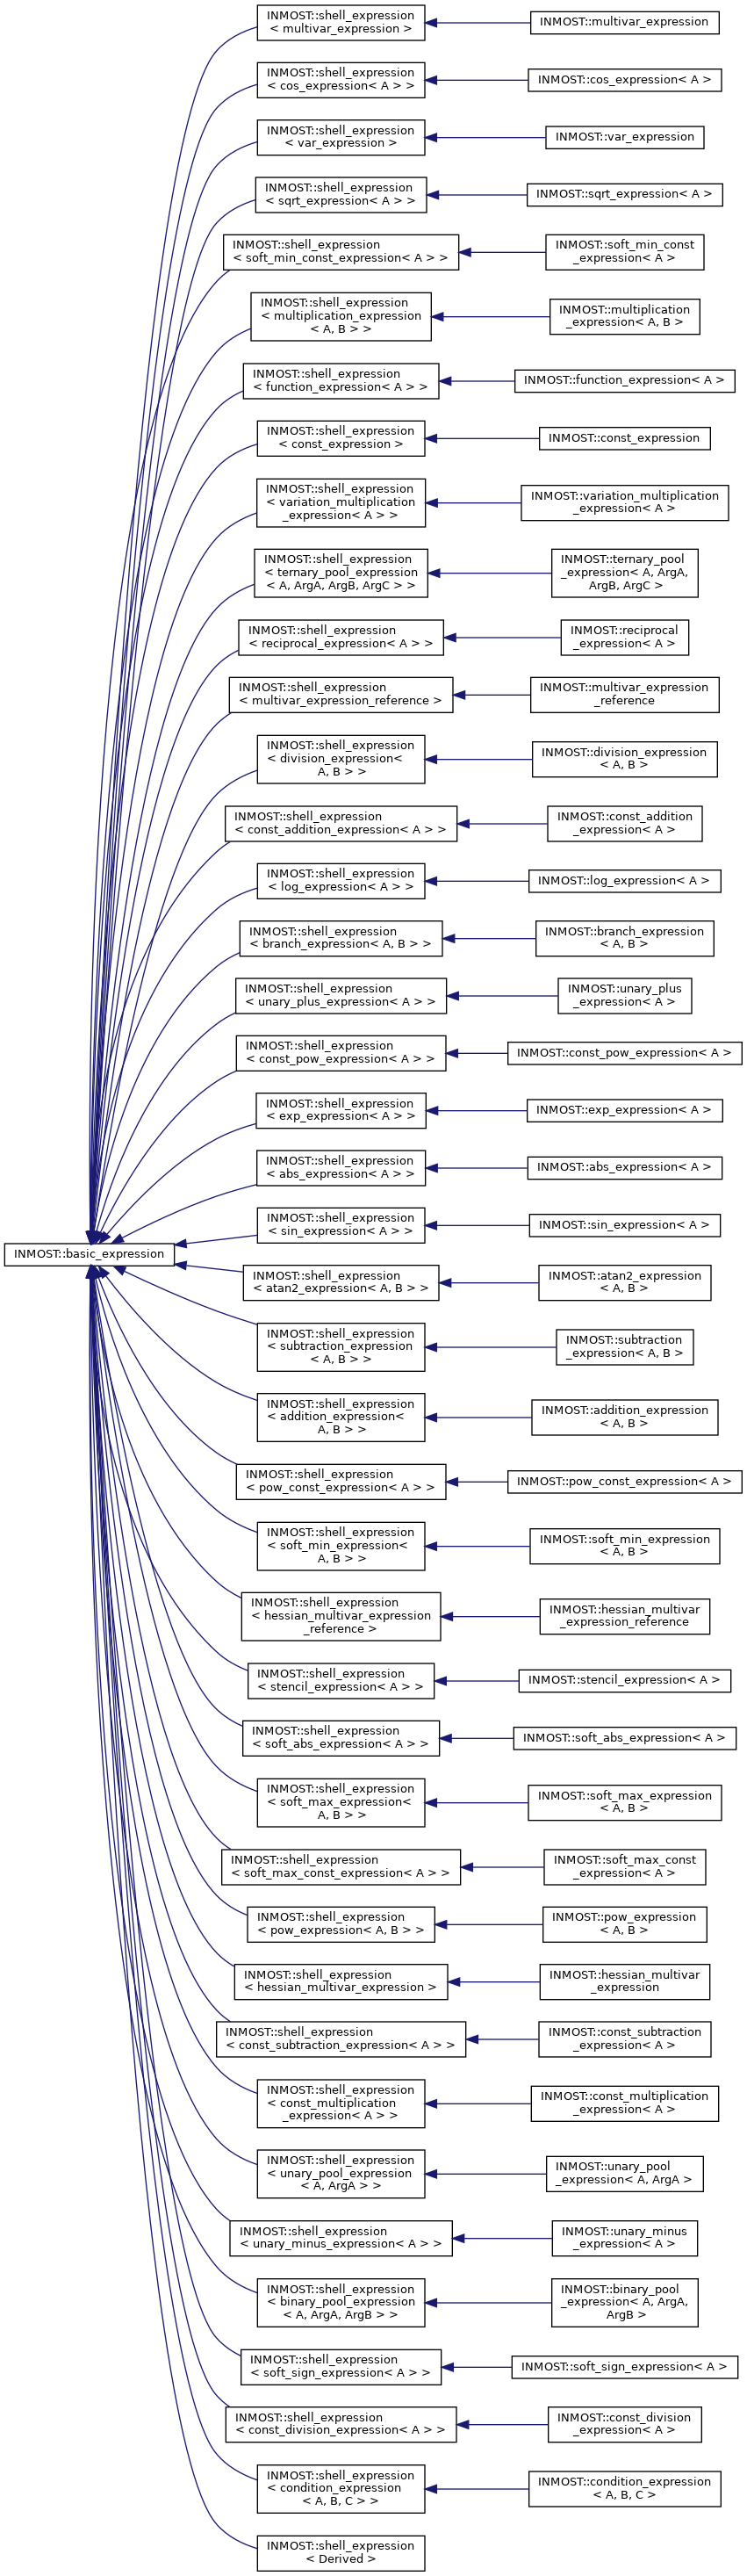 INMOST::shell_expression
< multivar_expression >
INMOST::multivar_expression
INMOST::shell_expression
< cos_expression< A > >
INMOST::cos_expression< A >
INMOST::shell_expression
< var_expression >
INMOST::var_expression
INMOST::shell_expression
< sqrt_expression< A > >
INMOST::sqrt_expression< A >
INMOST::shell_expression
< soft_min_const_expression< A > >
INMOST::soft_min_const
_expression< A >
INMOST::shell_expression
< multiplication_expression
< A, B > >
INMOST::multiplication
_expression< A, B >
INMOST::shell_expression
< function_expression< A > >
INMOST::function_expression< A >
INMOST::shell_expression
< const_expression >
INMOST::const_expression
INMOST::shell_expression
< variation_multiplication
_expression< A > >
INMOST::variation_multiplication
_expression< A >
INMOST::shell_expression
< ternary_pool_expression
< A, ArgA, ArgB, ArgC > >
INMOST::ternary_pool
_expression< A, ArgA,
ArgB, ArgC >
INMOST::shell_expression
< reciprocal_expression< A > >
INMOST::reciprocal
_expression< A >
INMOST::shell_expression
< multivar_expression_reference >
INMOST::multivar_expression
_reference
INMOST::shell_expression
< division_expression<
A, B > >
INMOST::division_expression
< A, B >
INMOST::shell_expression
< const_addition_expression< A > >
INMOST::const_addition
_expression< A >
INMOST::shell_expression
< log_expression< A > >
INMOST::log_expression< A >
INMOST::shell_expression
< branch_expression< A, B > >
INMOST::branch_expression
< A, B >
INMOST::shell_expression
< unary_plus_expression< A > >
INMOST::unary_plus
_expression< A >
INMOST::shell_expression
< const_pow_expression< A > >
INMOST::const_pow_expression< A >
INMOST::shell_expression
< exp_expression< A > >
INMOST::exp_expression< A >
INMOST::shell_expression
< abs_expression< A > >
INMOST::abs_expression< A >
INMOST::shell_expression
< sin_expression< A > >
INMOST::sin_expression< A >
INMOST::basic_expression
INMOST::shell_expression
< atan2_expression< A, B > >
INMOST::atan2_expression
< A, B >
INMOST::shell_expression
< subtraction_expression
< A, B > >
INMOST::subtraction
_expression< A, B >
INMOST::shell_expression
< addition_expression<
A, B > >
INMOST::addition_expression
< A, B >
INMOST::shell_expression
< pow_const_expression< A > >
INMOST::pow_const_expression< A >
INMOST::shell_expression
< soft_min_expression<
A, B > >
INMOST::soft_min_expression
< A, B >
INMOST::shell_expression
< hessian_multivar_expression
_reference >
INMOST::hessian_multivar
_expression_reference
INMOST::shell_expression
< stencil_expression< A > >
INMOST::stencil_expression< A >
INMOST::shell_expression
< soft_abs_expression< A > >
INMOST::soft_abs_expression< A >
INMOST::shell_expression
< soft_max_expression<
A, B > >
INMOST::soft_max_expression
< A, B >
INMOST::shell_expression
< soft_max_const_expression< A > >
INMOST::soft_max_const
_expression< A >
INMOST::shell_expression
< pow_expression< A, B > >
INMOST::pow_expression
< A, B >
INMOST::shell_expression
< hessian_multivar_expression >
INMOST::hessian_multivar
_expression
INMOST::shell_expression
< const_subtraction_expression< A > >
INMOST::const_subtraction
_expression< A >
INMOST::shell_expression
< const_multiplication
_expression< A > >
INMOST::const_multiplication
_expression< A >
INMOST::shell_expression
< unary_pool_expression
< A, ArgA > >
INMOST::unary_pool
_expression< A, ArgA >
INMOST::shell_expression
< unary_minus_expression< A > >
INMOST::unary_minus
_expression< A >
INMOST::shell_expression
< binary_pool_expression
< A, ArgA, ArgB > >
INMOST::binary_pool
_expression< A, ArgA,
ArgB >
INMOST::shell_expression
< soft_sign_expression< A > >
INMOST::soft_sign_expression< A >
INMOST::shell_expression
< const_division_expression< A > >
INMOST::const_division
_expression< A >
INMOST::shell_expression
< condition_expression
< A, B, C > >
INMOST::condition_expression
< A, B, C >
INMOST::shell_expression
< Derived >